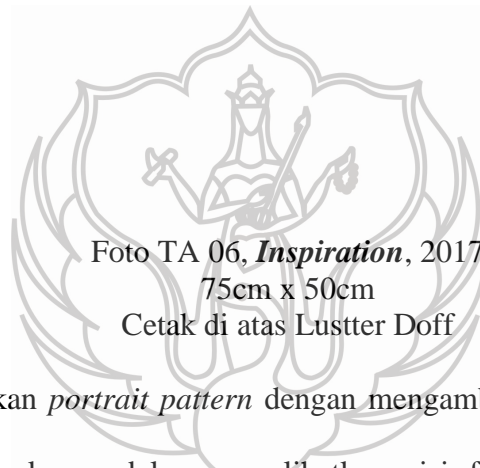 Foto TA 06, Inspiration, 2017
75cm x 50cm
Cetak di atas Lustter Doff
kan portrait pattern dengan mengamb